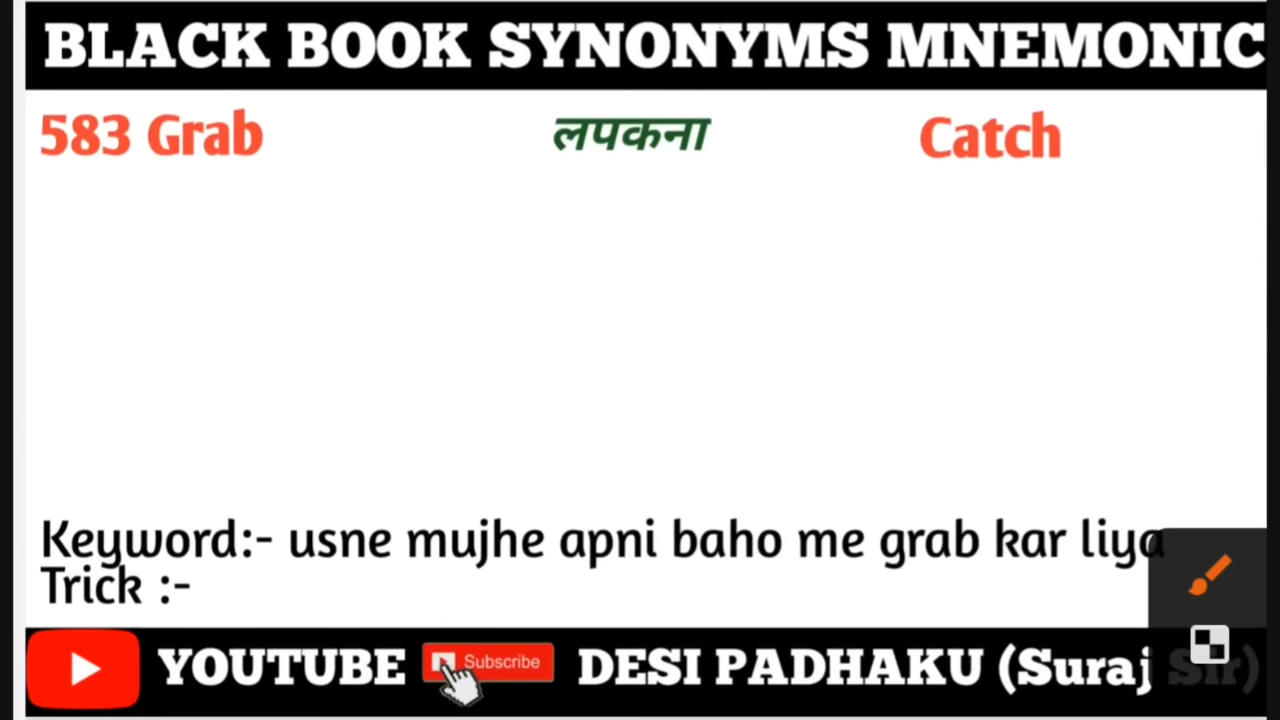 BLACK BOOK SYNONYMS MNEMONIC
583 Grab लपकना Catch
Keyword:- usne mujhe apni baho me grab kar liya
Trick :-
YOUTUBE Subscribe DESI PADHAKU (Suraj Sir)